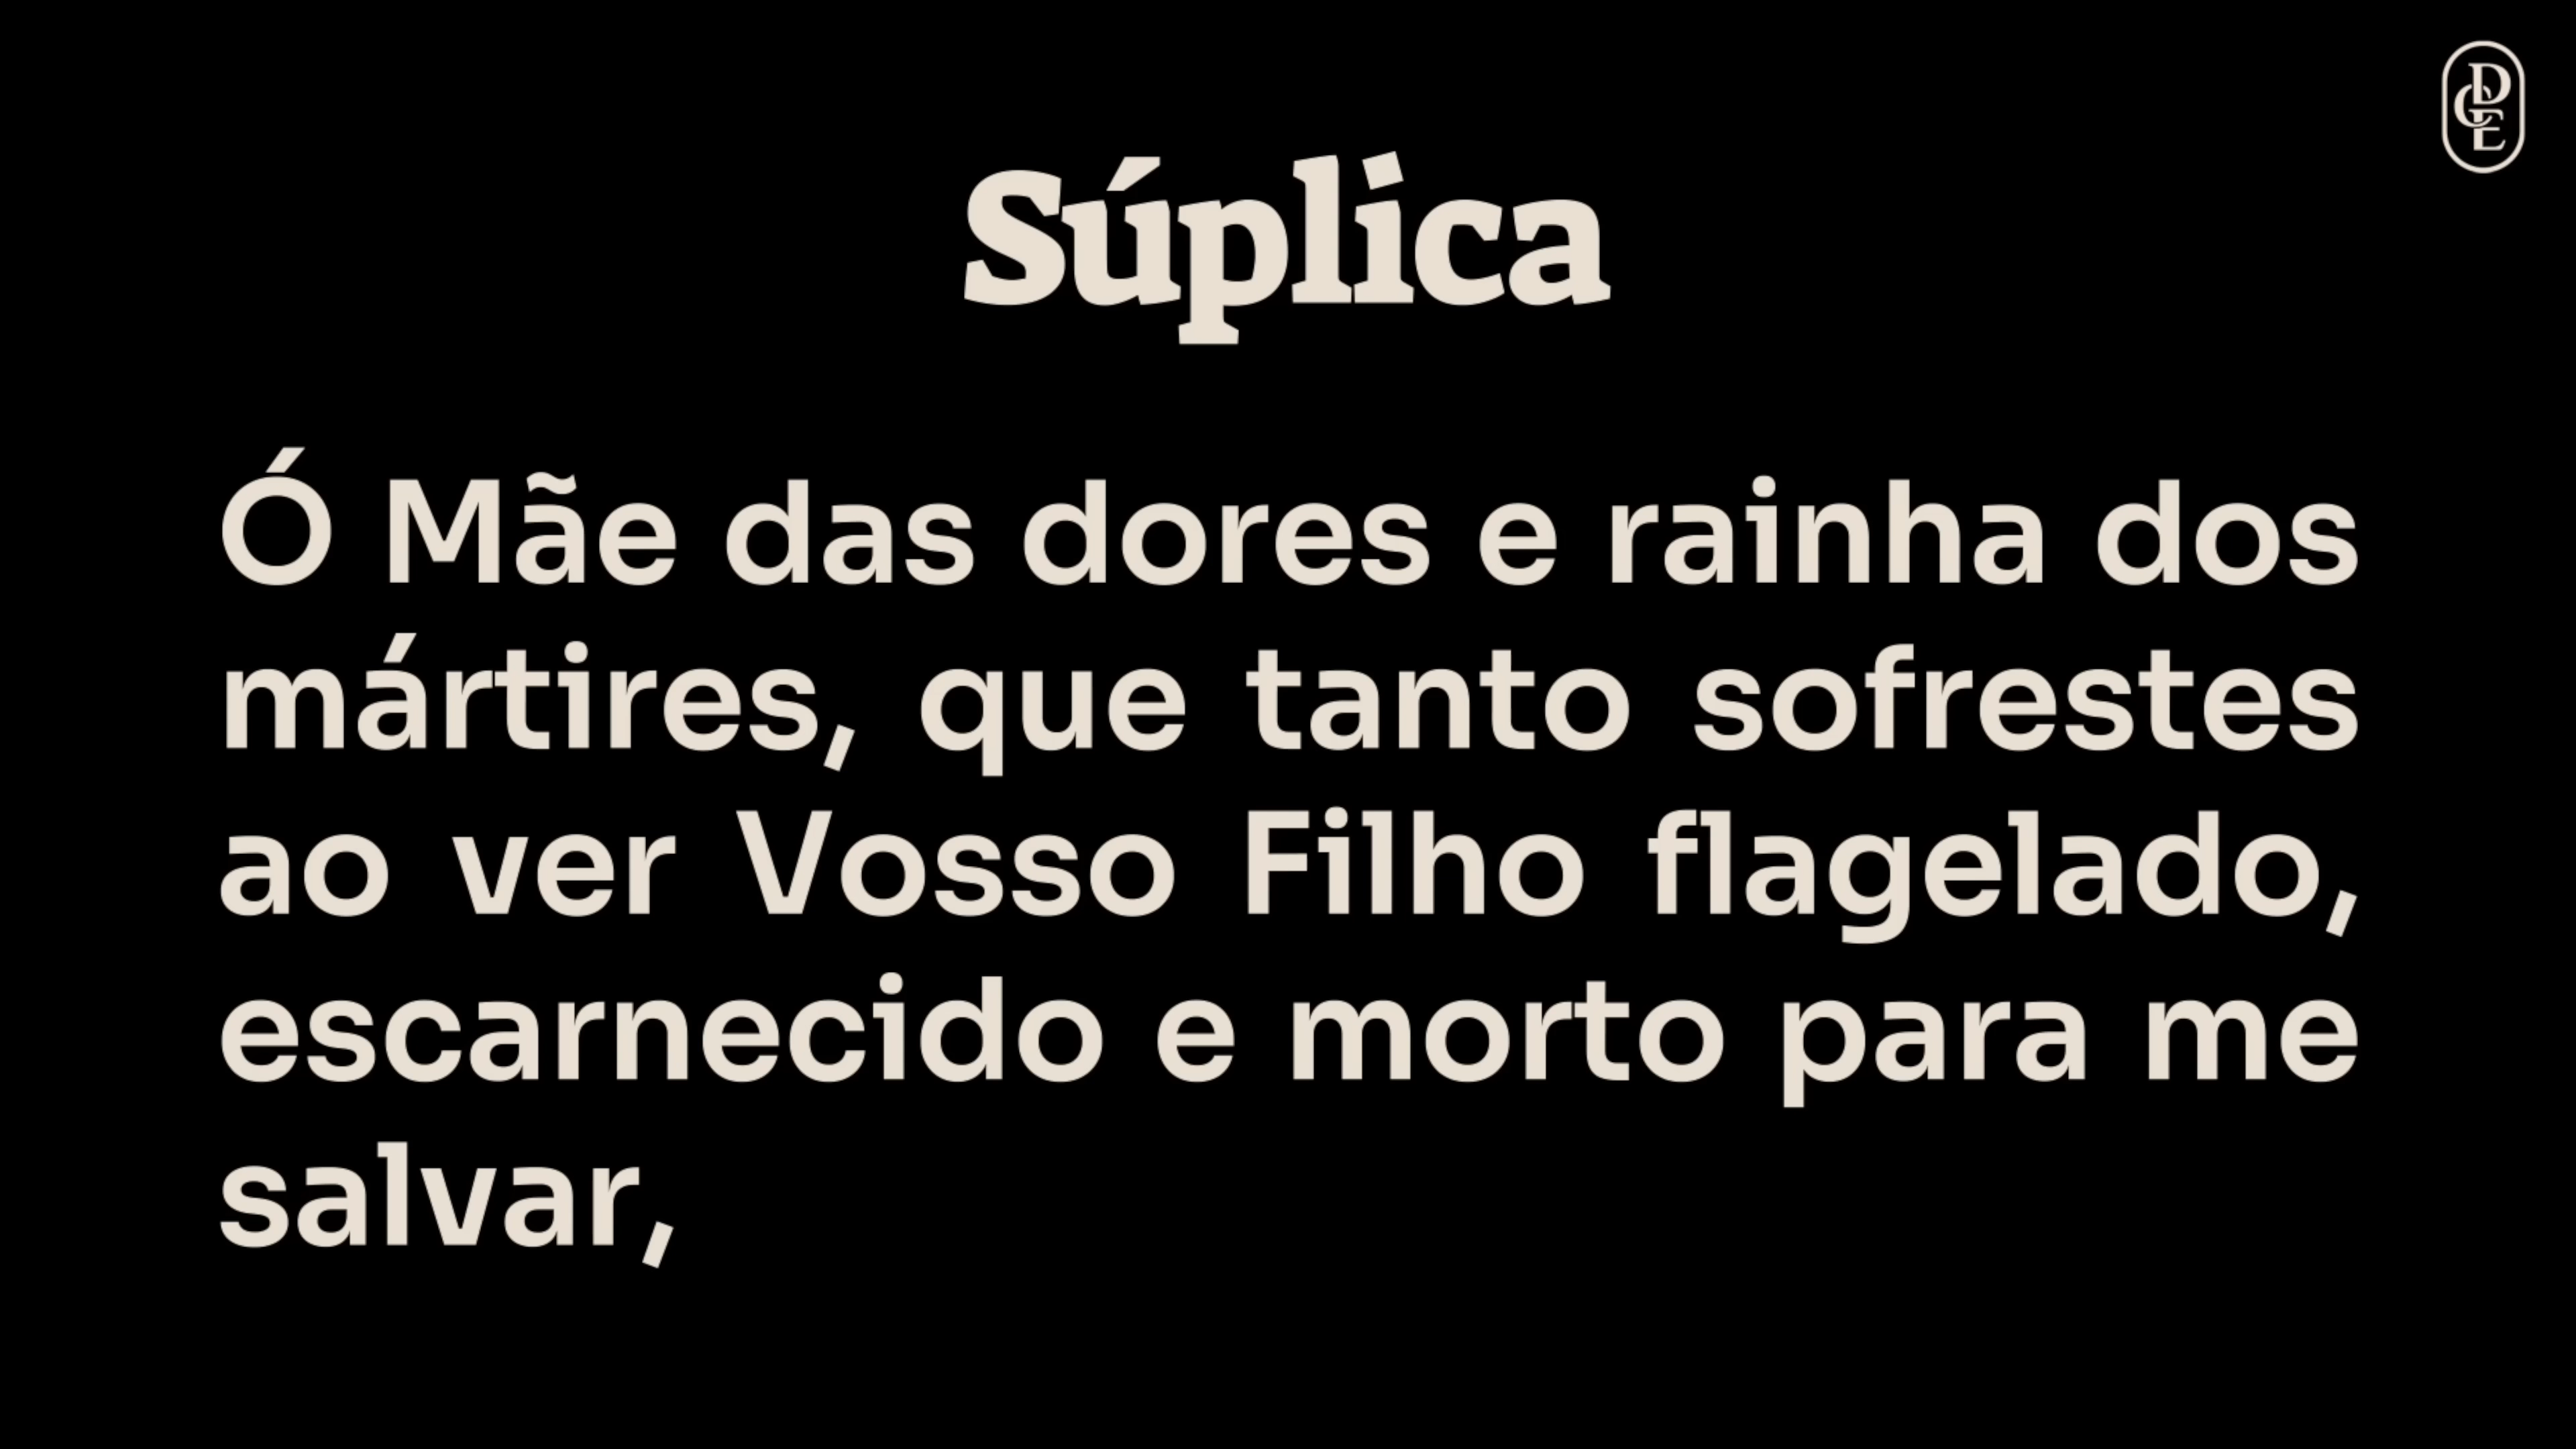 Súplica
Ó Mãe das dores e rainha dos
mártires, que tanto sofrestes
ao ver Vosso Filho flagelado,
escarnecido e morto para me
salvar,
DCE